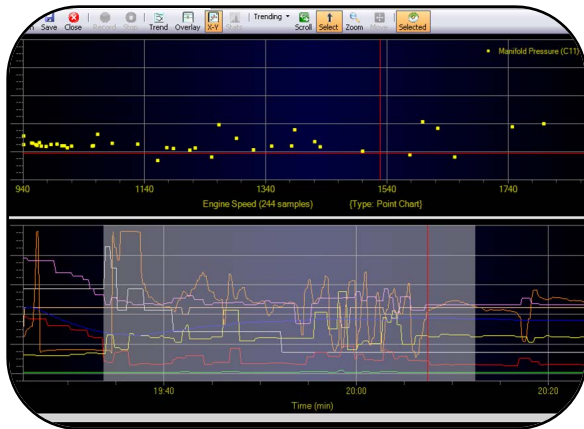 Save Close Record Stop Trend Overlay X-Y Stats Trending Scroll Select Zoom Move Selected
Manifold Pressure (C11)
940 1140 1340 1540 1740
Engine Speed (244 samples) {Type: Point Chart}
19:40 20:00 20:20
Time (min)